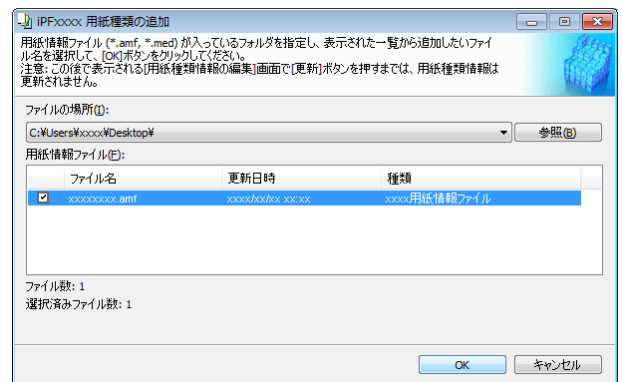 iPFxxxx 用紙種類の追加
用紙情報ファイル (*.amf, *.med) が入っているフォルダを指定し、表示された一覧から追加したいファイ
ル名を選択して、[OK]ボタンをクリックしてください。
注意: この後で表示される[用紙種類情報の編集]画面で[更新]ボタンを押すまでは、用紙種類情報は
更新されません。
ファイルの場所(I):
C:¥Users¥xxxx¥Desktop¥
参照(B)
用紙情報ファイル(F):
ファイル名 更新日時 種類
xxxxxxxx.amf xxxx/xx/xx xx:xx xxxx用紙情報ファイル
ファイル数: 1
選択済みファイル数: 1
OK キャンセル